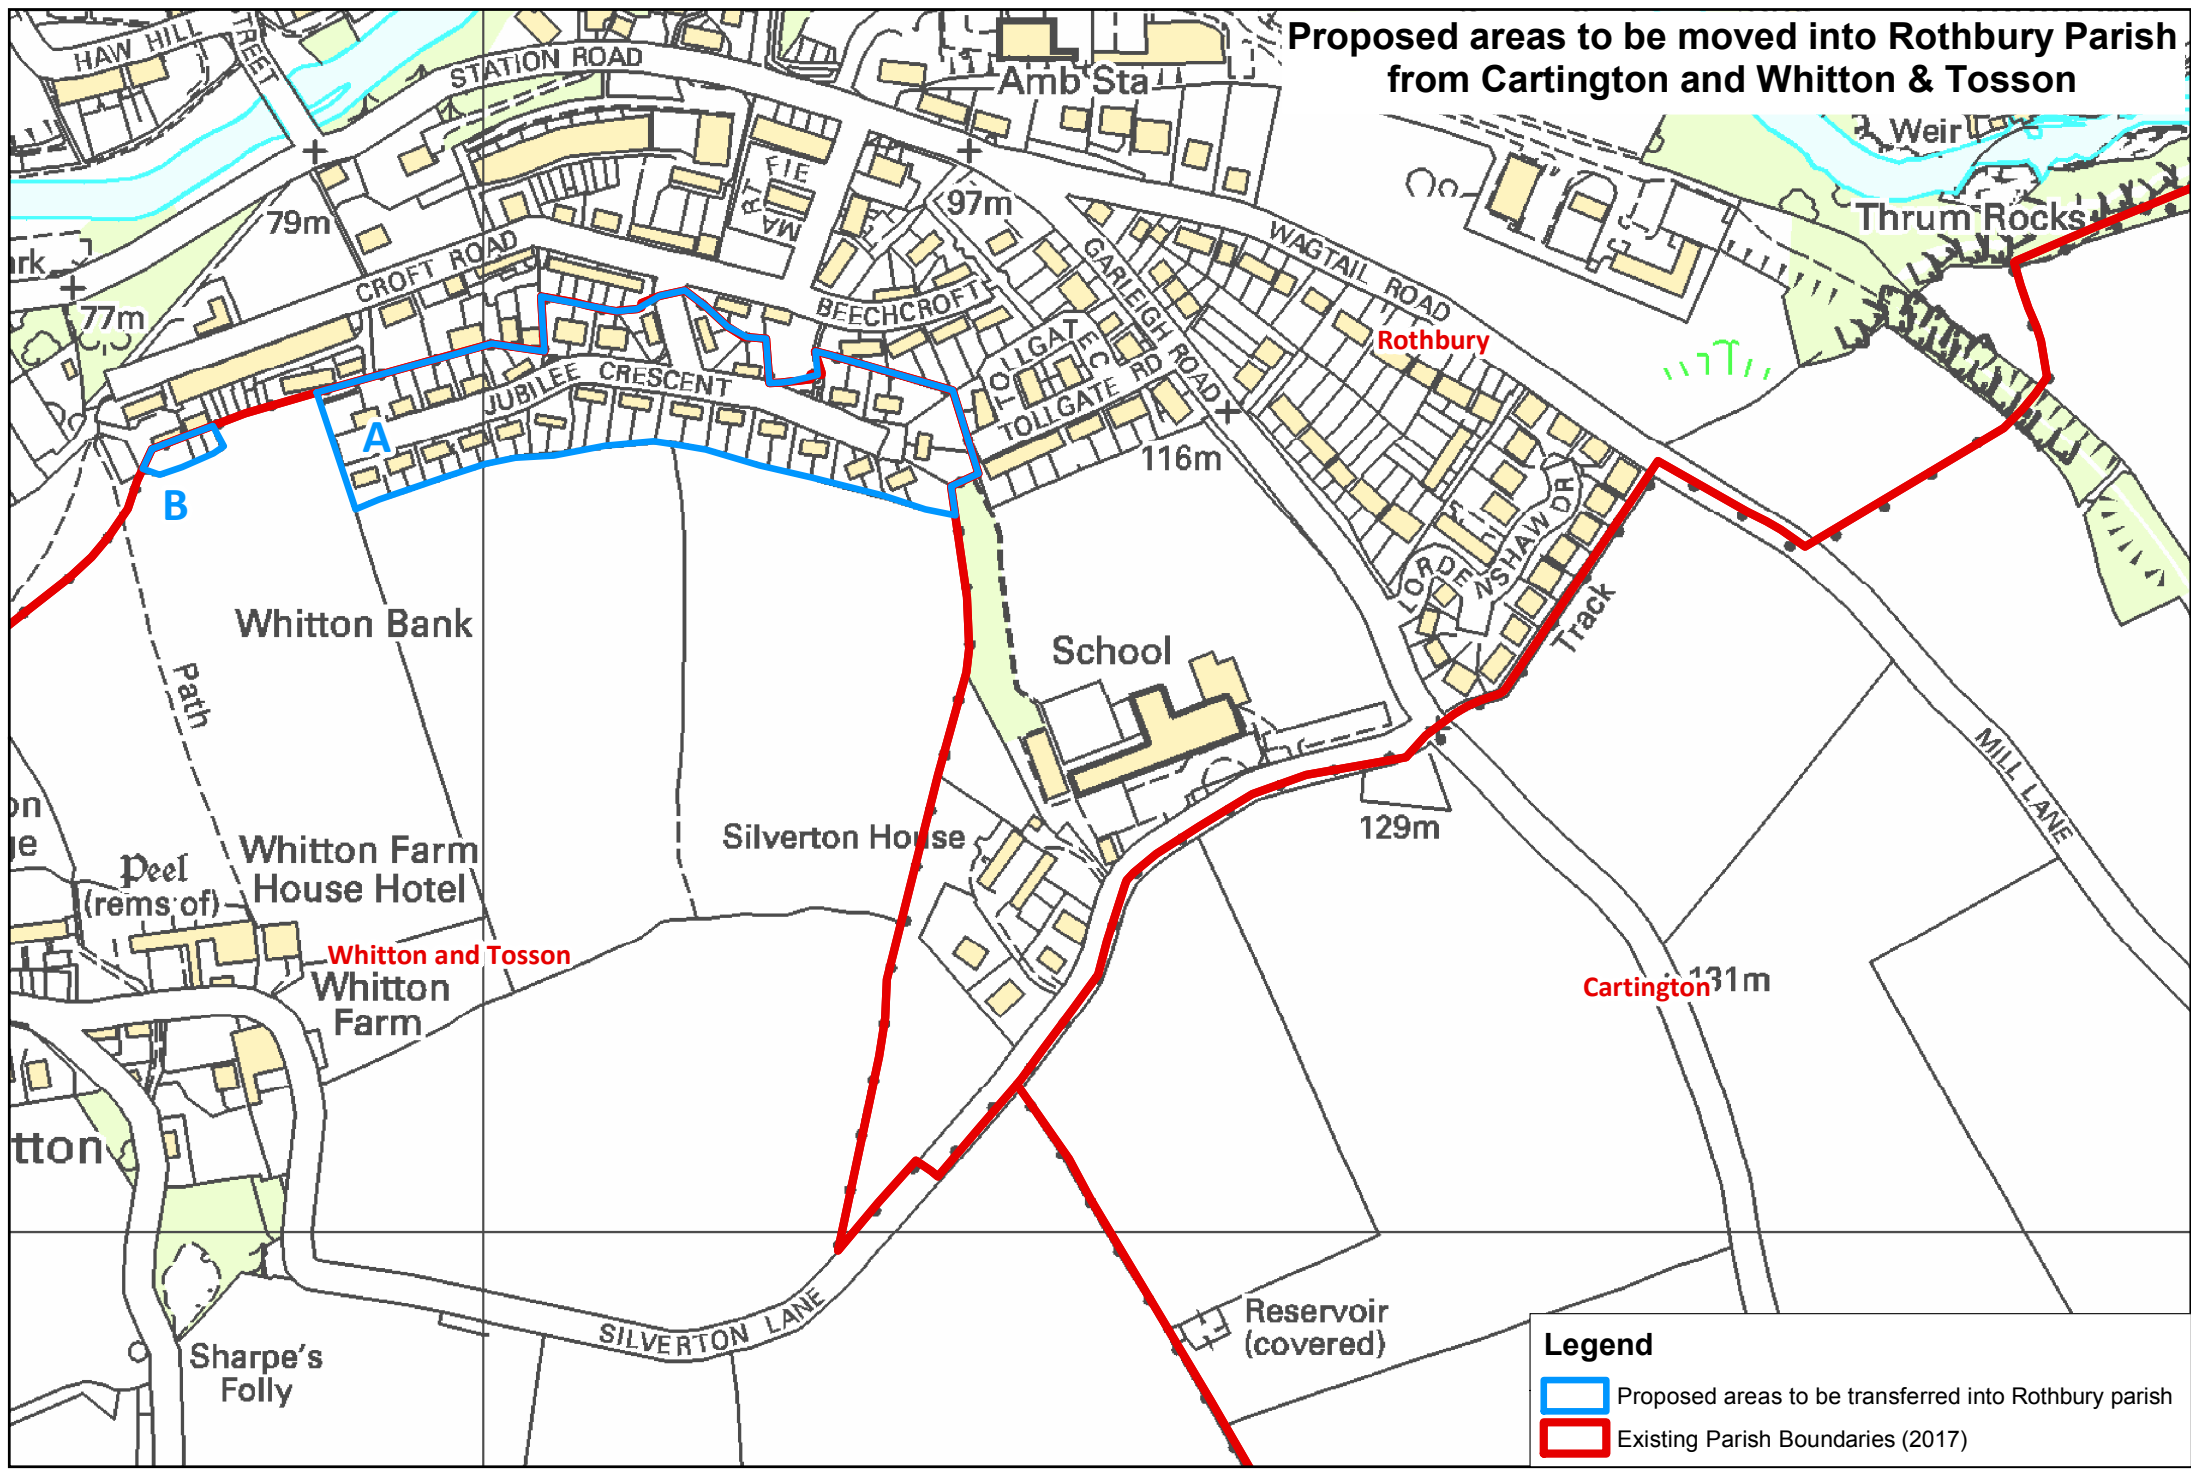 Proposed areas to be moved into Rothbury Parish
from Cartington and Whitton & Tosson
HAW HILL
STREET
STATION ROAD
Amb Sta
Weir
Thrum Rocks
79m
97m
ark
77m
CROFT ROAD
BEECHCROFT
GARLEIGH ROAD
WAGTAIL ROAD
Rothbury
TOLLGATE
TOLLGATE RD
JUBILEE CRESCENT
A
B
116m
LORDENSHAW DR
Track
Whitton Bank
Path
School
MILL LANE
129m
Silverton House
Whitton Farm
House Hotel
Peel
(rems of)
Whitton and Tosson
Whitton
Farm
Cartington
131m
tton
SILVERTON LANE
Reservoir
(covered)
Sharpe's
Folly
Legend
Proposed areas to be transferred into Rothbury parish
Existing Parish Boundaries (2017)